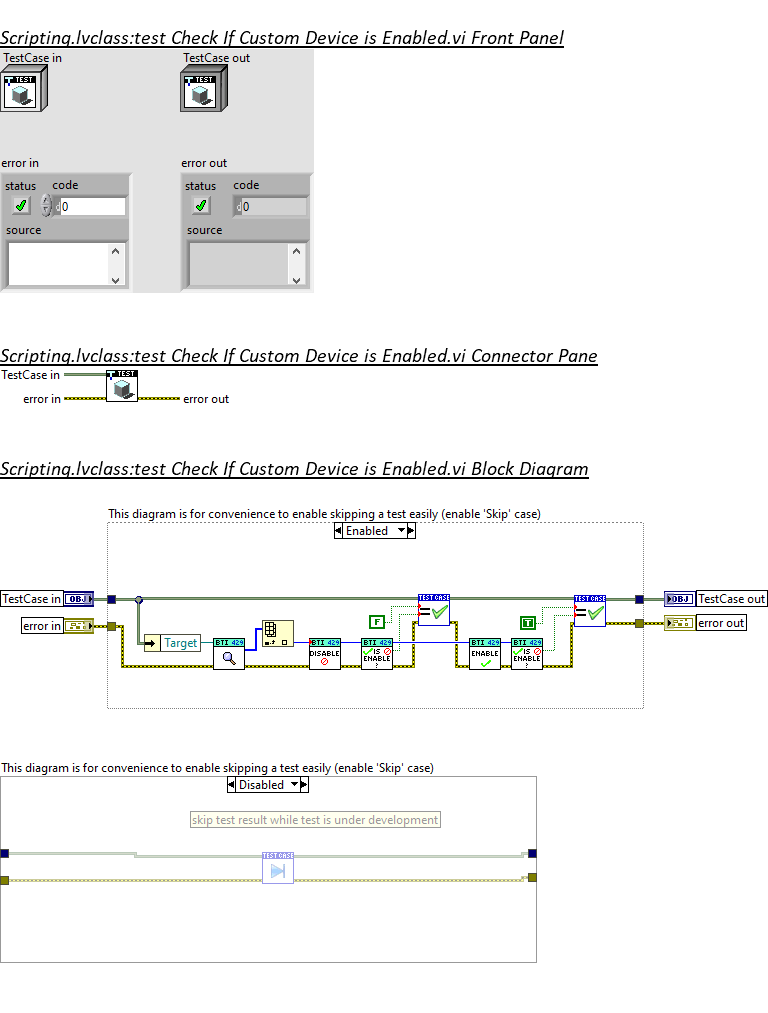 Scripting.lvclass:test Check If Custom Device is Enabled.vi Front Panel
TestCase in TestCase out
TEST TEST
error in error out
status code status code
0 0
source source
Scripting.lvclass:test Check If Custom Device is Enabled.vi Connector Pane
TestCase in TEST
error in error out
Scripting.lvclass:test Check If Custom Device is Enabled.vi Block Diagram
This diagram is for convenience to enable skipping a test easily (enable 'Skip' case)
Enabled
TestCase in OBJ TEST CASE TEST CASE OBJ TestCase out
error in F T error out
Target BTI 429 BTI 429 BTI 429 BTI 429 BTI 429
DISABLE IS ENABLE ? ENABLE IS ENABLE ?
This diagram is for convenience to enable skipping a test easily (enable 'Skip' case)
Disabled
skip test result while test is under development
TEST CASE